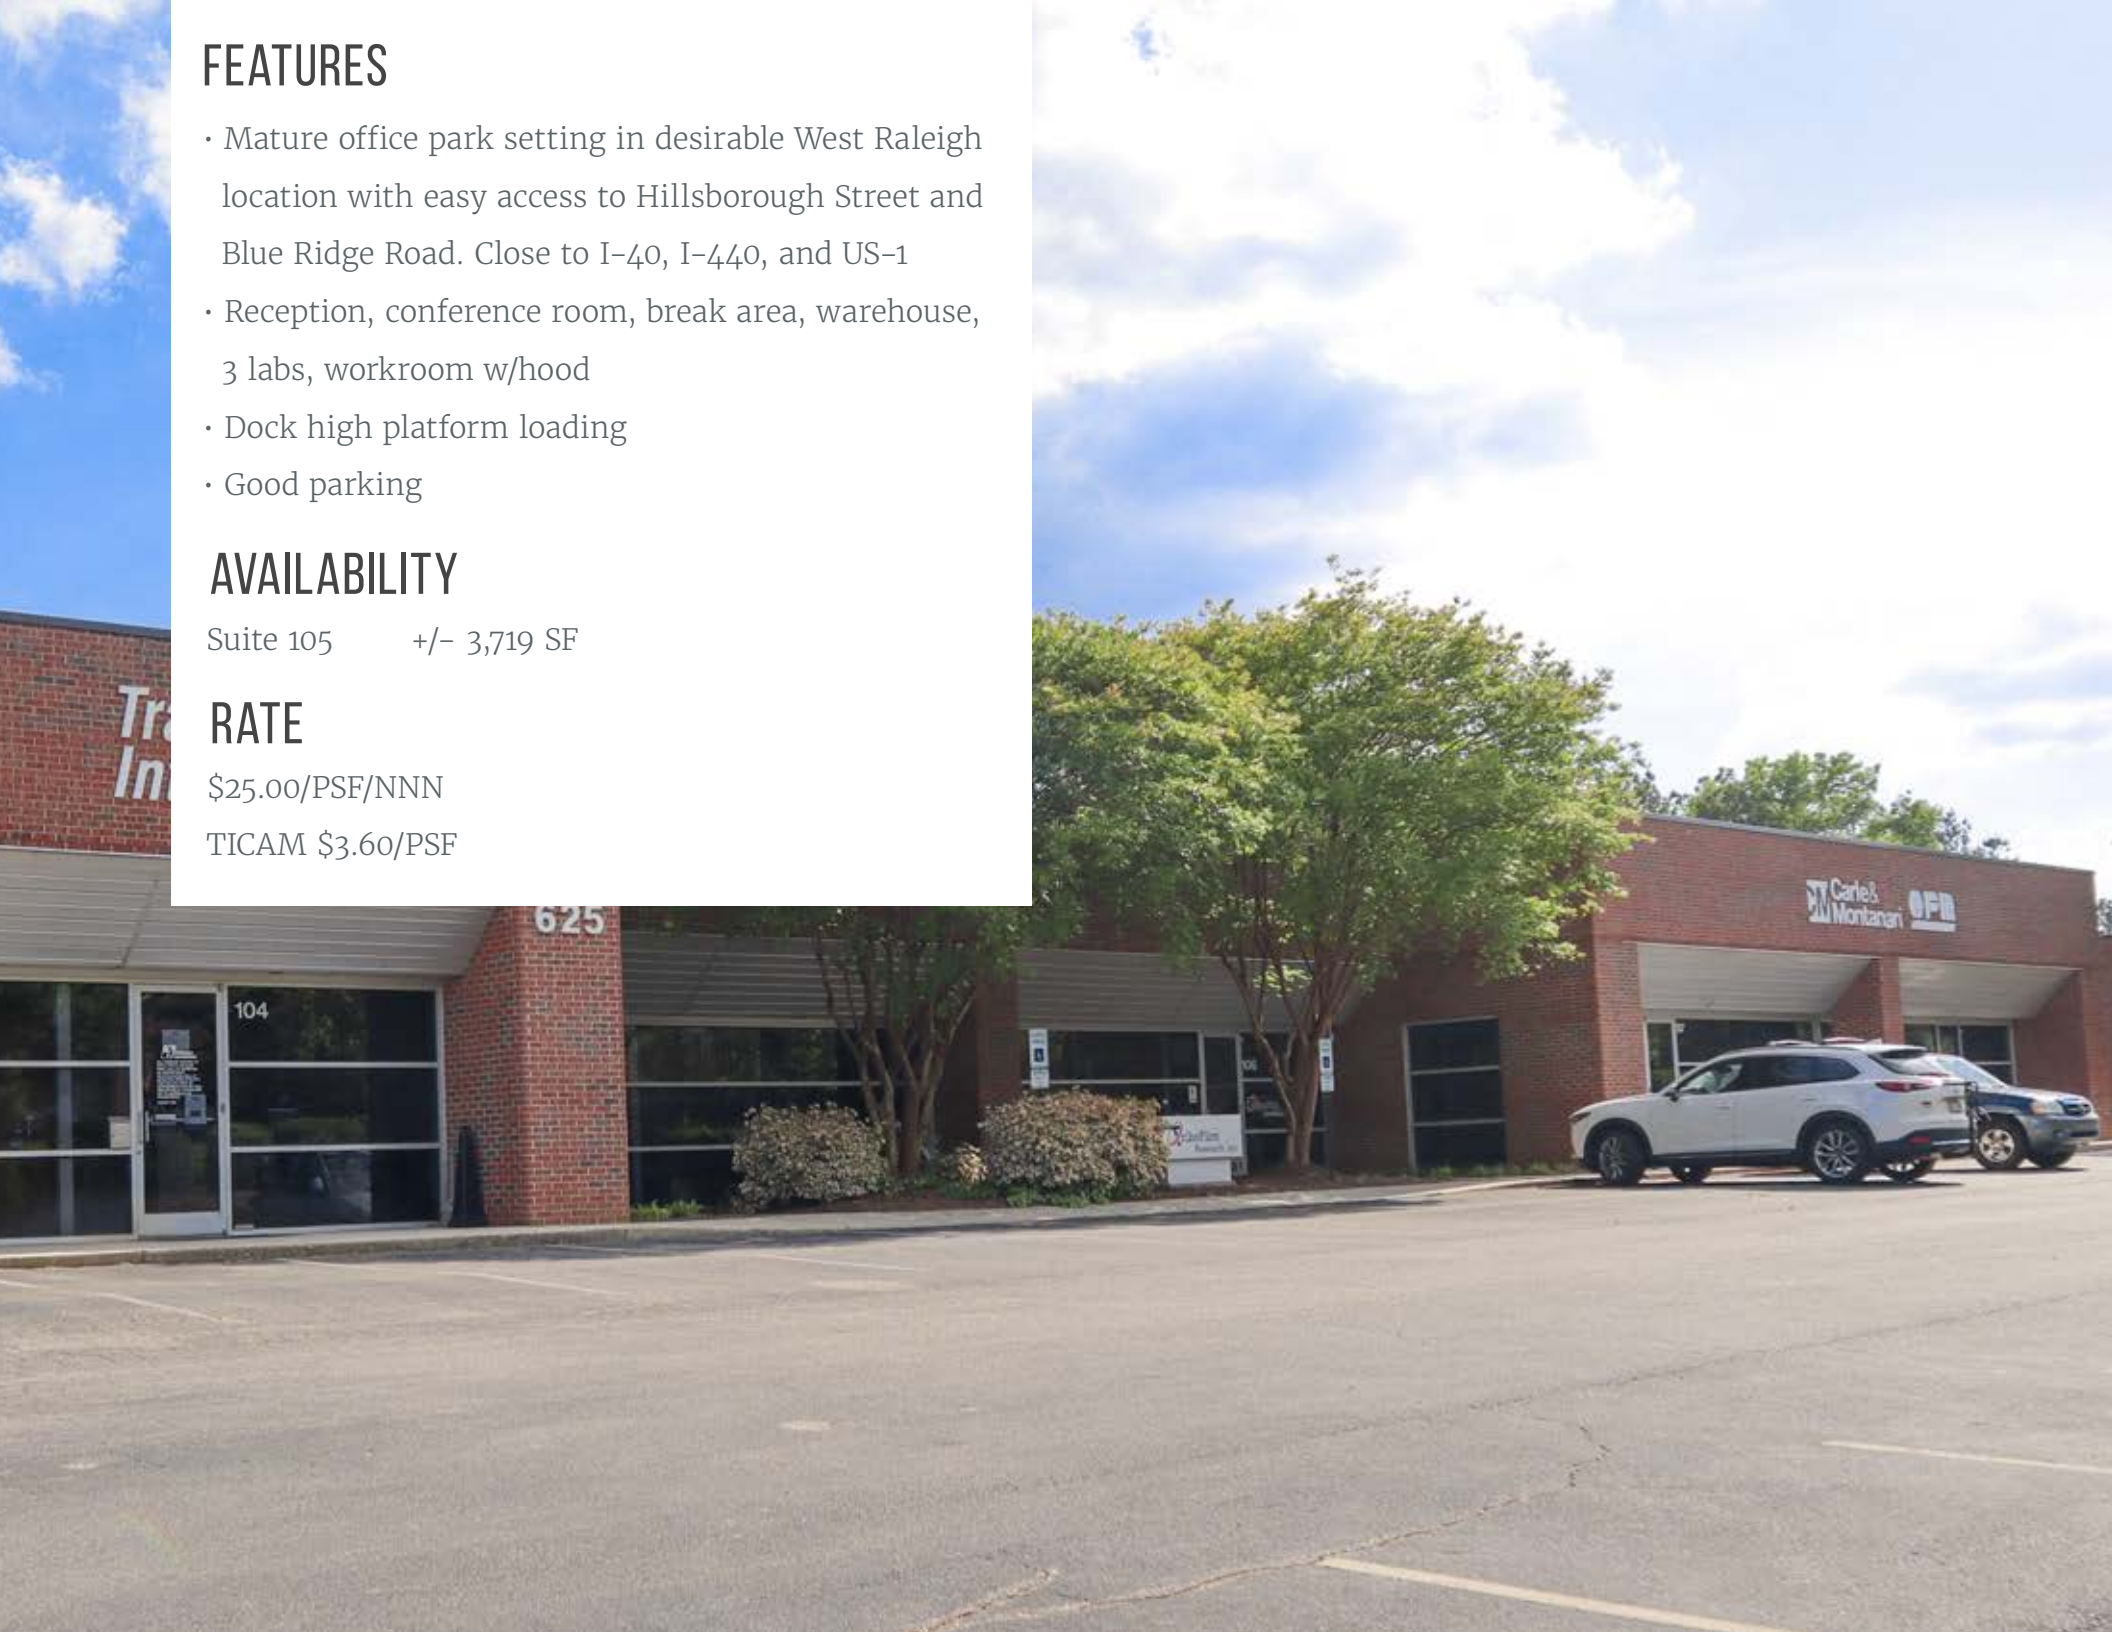 FEATURES
• Mature office park setting in desirable West Raleigh
location with easy access to Hillsborough Street and
Blue Ridge Road. Close to I-40, I-440, and US-1
• Reception, conference room, break area, warehouse,
3 labs, workroom w/hood
• Dock high platform loading
• Good parking
AVAILABILITY
Suite 105 +/- 3,719 SF
RATE
$25.00/PSF/NNN
TICAM $3.60/PSF
625
104
Carle&
Montanari
OPM